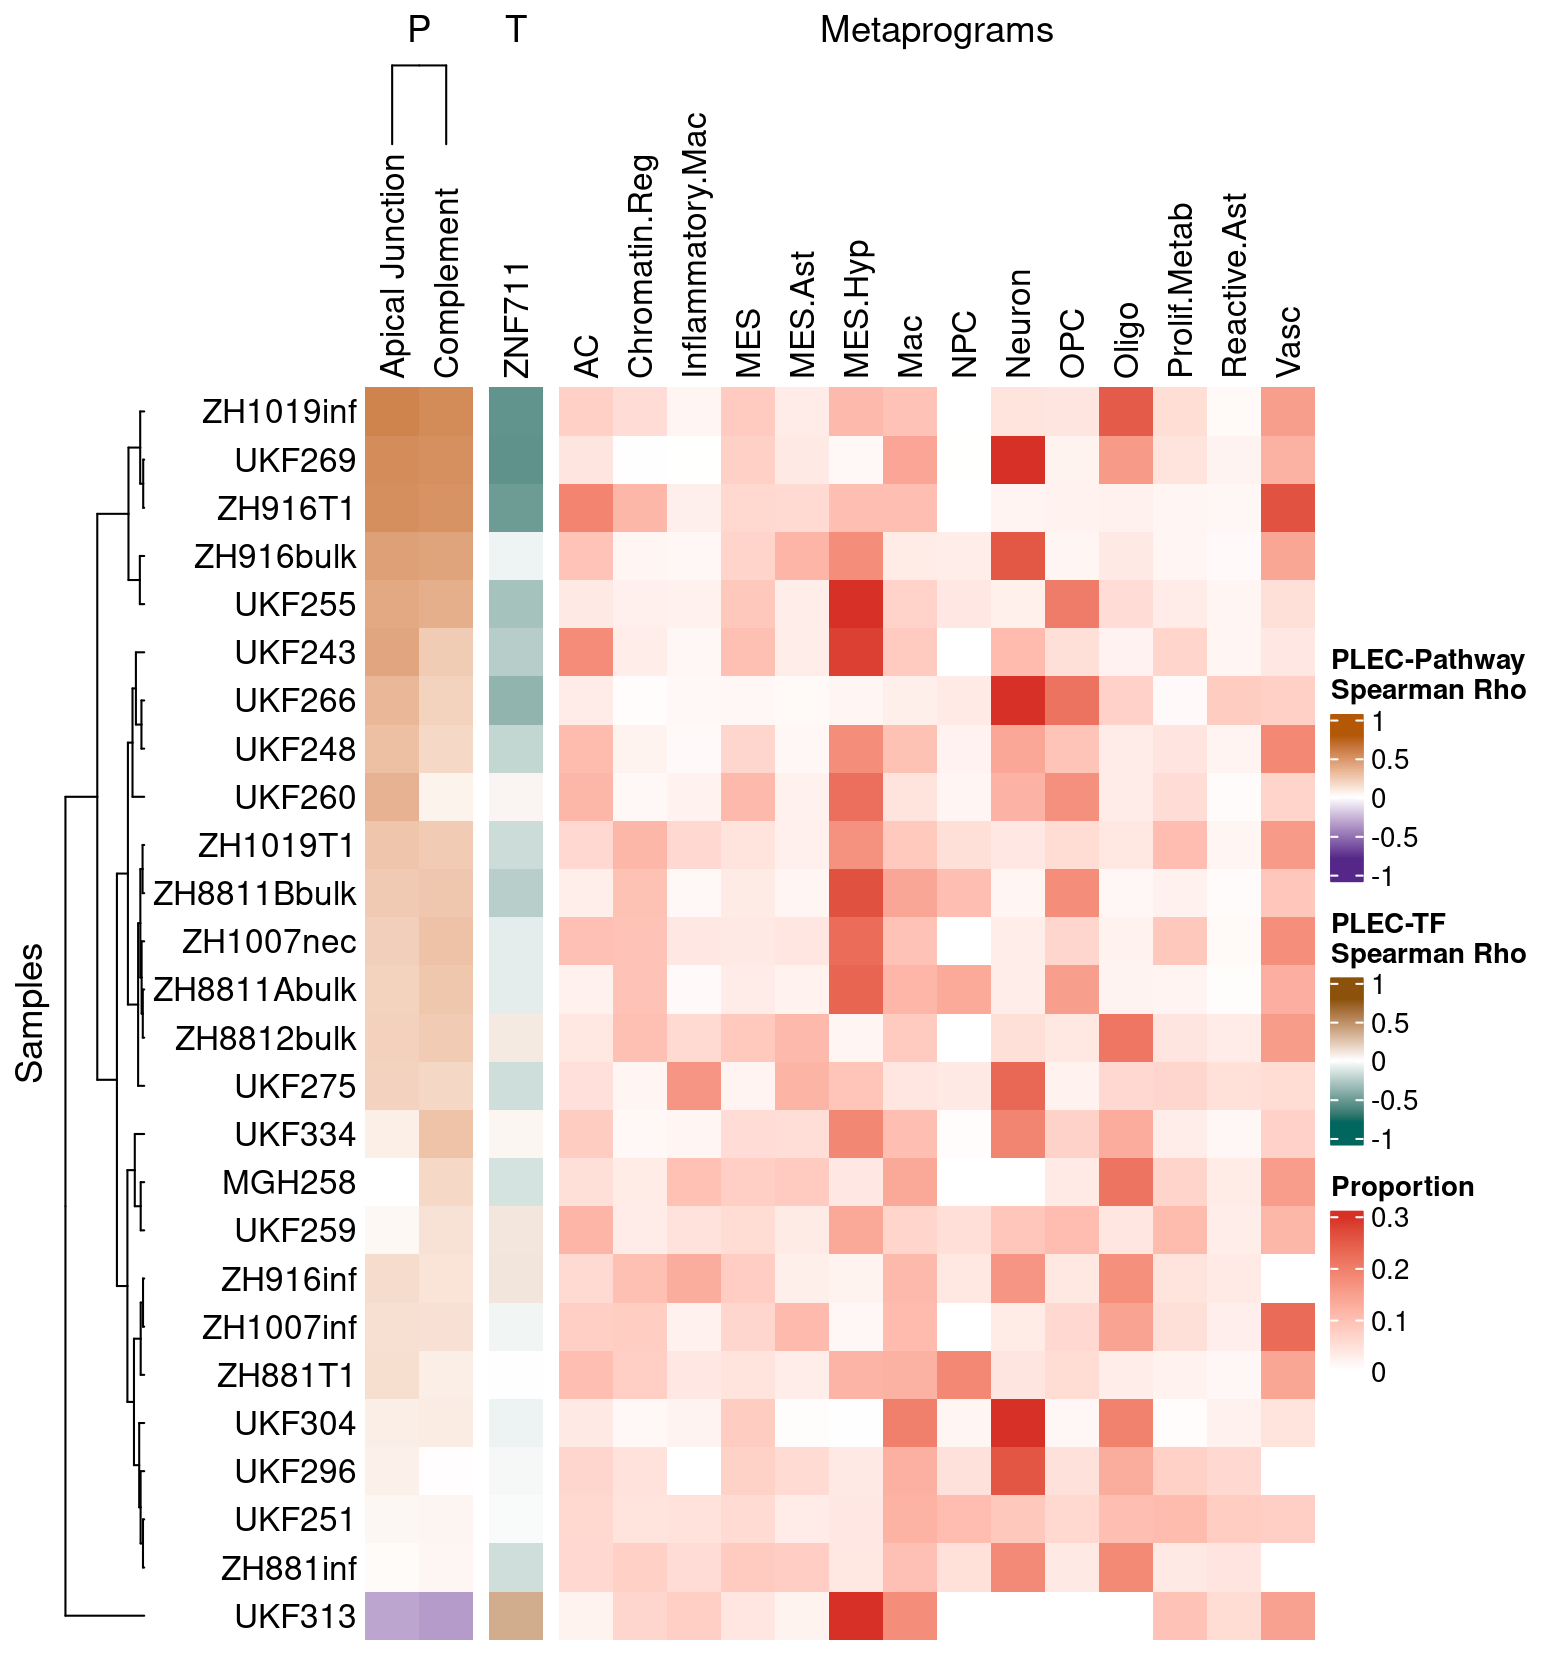 P T Metaprograms
Apical Junction
Complement
ZNF711
AC
Chromatin.Reg
Inflammatory.Mac
MES
MES.Ast
MES.Hyp
Mac
NPC
Neuron
OPC
Oligo
Prolif.Metab
Reactive.Ast
Vasc
Samples
ZH1019inf
UKF269
ZH916T1
ZH916bulk
UKF255
UKF243
UKF266
UKF248
UKF260
ZH1019T1
ZH8811Bbulk
ZH1007nec
ZH8811Abulk
ZH8812bulk
UKF275
UKF334
MGH258
UKF259
ZH916inf
ZH1007inf
ZH881T1
UKF304
UKF296
UKF251
ZH881inf
UKF313
PLEC-Pathway
Spearman Rho
1
0.5
0
-0.5
-1
PLEC-TF
Spearman Rho
1
0.5
0
-0.5
-1
Proportion
0.3
0.2
0.1
0